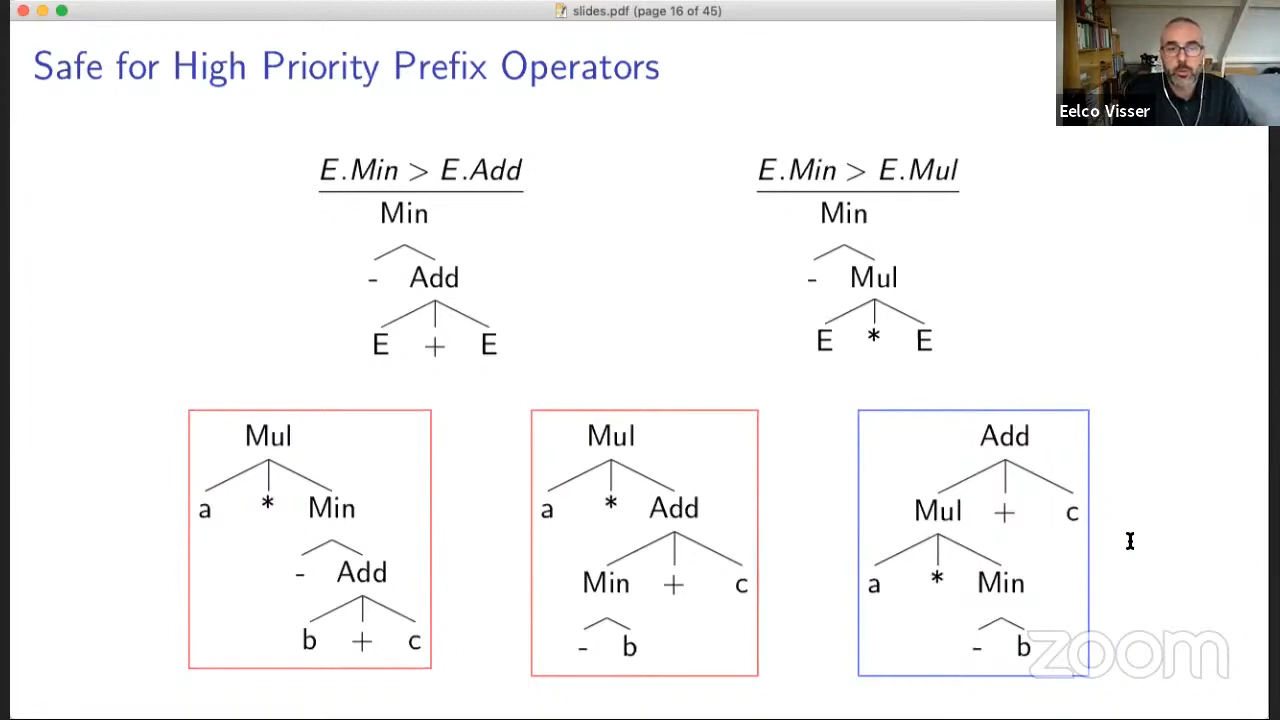 slides.pdf (page 16 of 45)
Safe for High Priority Prefix Operators
Eelco Visser
E.Min > E.Add
Min
- Add
E + E
E.Min > E.Mul
Min
- Mul
E * E
Mul
a * Min
- Add
b + c
Mul
a * Add
Min + c
- b
Add
Mul + c
a * Min
- b
zoom